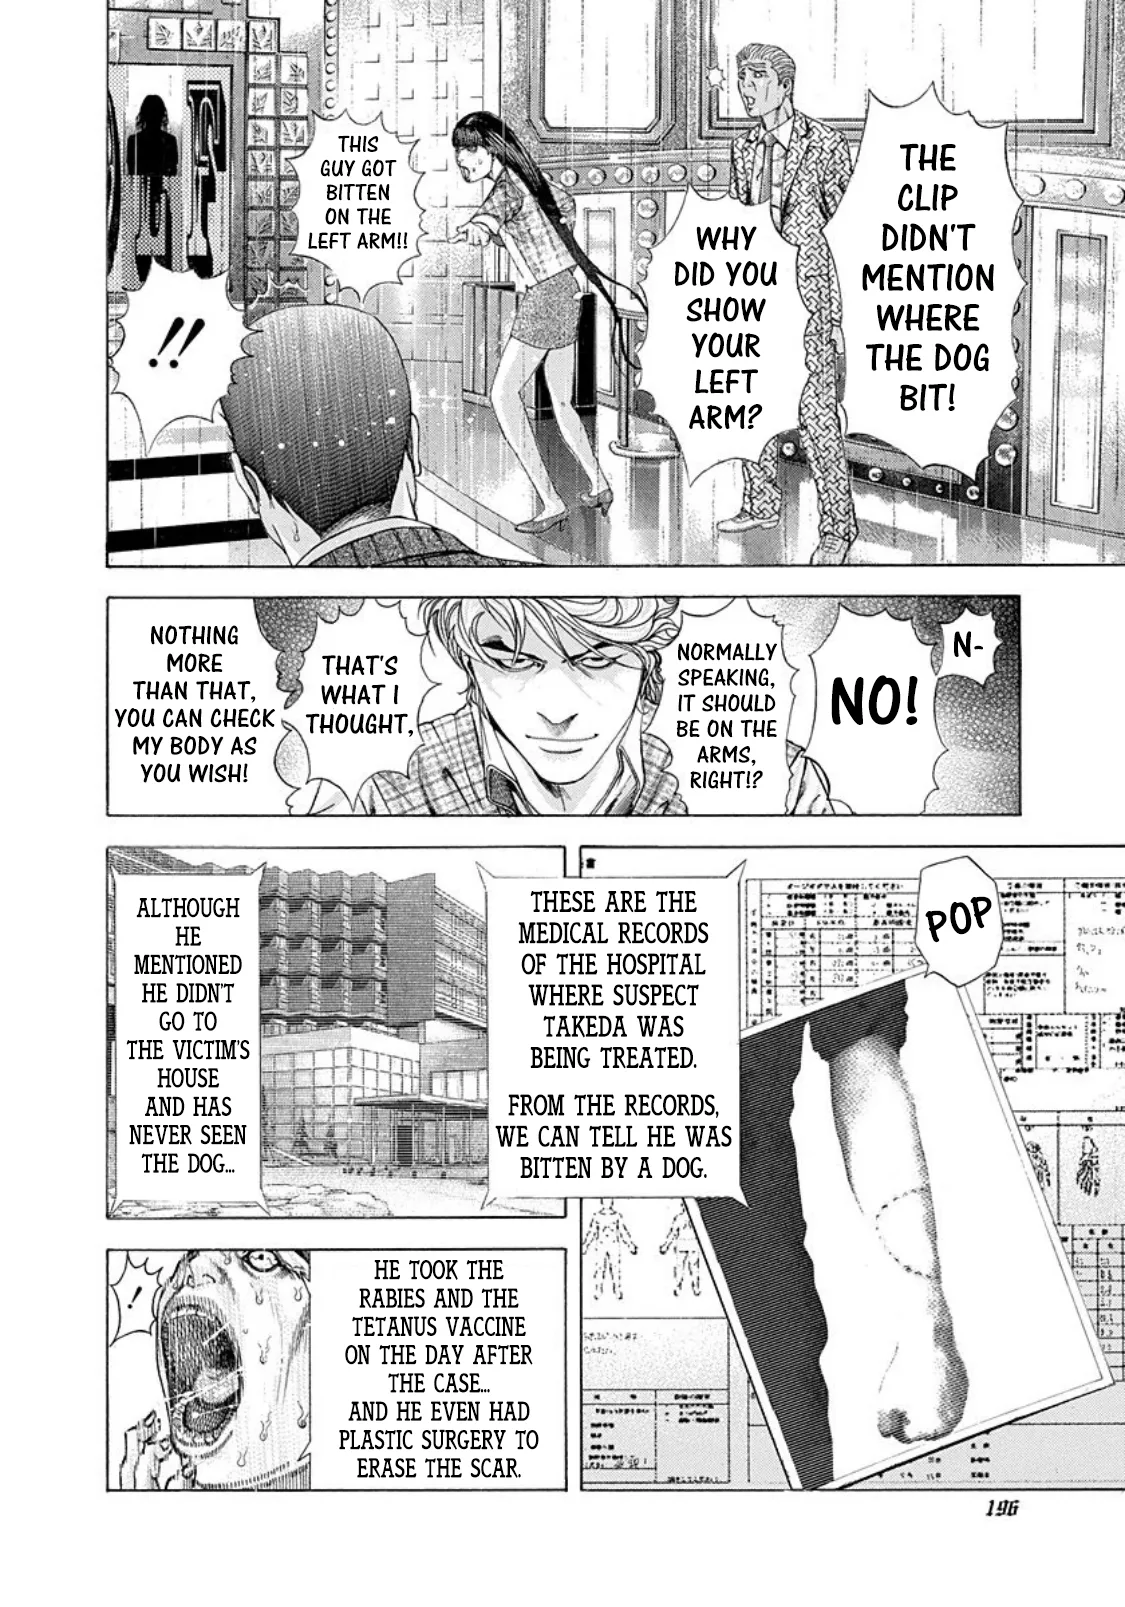 THE
CLIP
DIDN'T
MENTION
WHERE
THE DOG
BIT!
WHY
DID YOU
SHOW
YOUR
LEFT
ARM?
THIS
GUY GOT
BITTEN
ON THE
LEFT ARM!!
!!
N-
NO!
NORMALLY
SPEAKING,
IT SHOULD
BE ON THE
ARMS,
RIGHT!?
THAT'S
WHAT I
THOUGHT,
NOTHING
MORE
THAN THAT,
YOU CAN CHECK
MY BODY AS
YOU WISH!
POP
THESE ARE THE
MEDICAL RECORDS
OF THE HOSPITAL
WHERE SUSPECT
TAKEDA WAS
BEING TREATED.
FROM THE RECORDS,
WE CAN TELL HE WAS
BITTEN BY A DOG.
ALTHOUGH
HE
MENTIONED
HE DIDN'T
GO TO
THE VICTIM'S
HOUSE
AND HAS
NEVER SEEN
THE DOG...
HE TOOK THE
RABIES AND THE
TETANUS VACCINE
ON THE DAY AFTER
THE CASE...
AND HE EVEN HAD
PLASTIC SURGERY TO
ERASE THE SCAR.
!
196